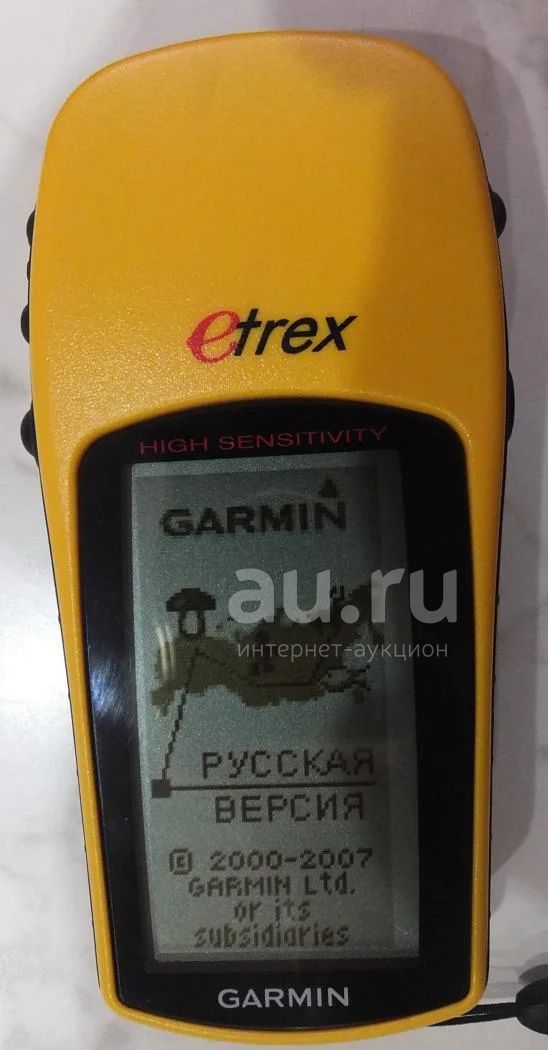 etrex
HIGH SENSITIVITY
GARMIN
au.ru
интернет-аукцион
РУССКАЯ
ВЕРСИЯ
© 2000-2007
GARMIN Ltd.
or its
subsidiaries
GARMIN